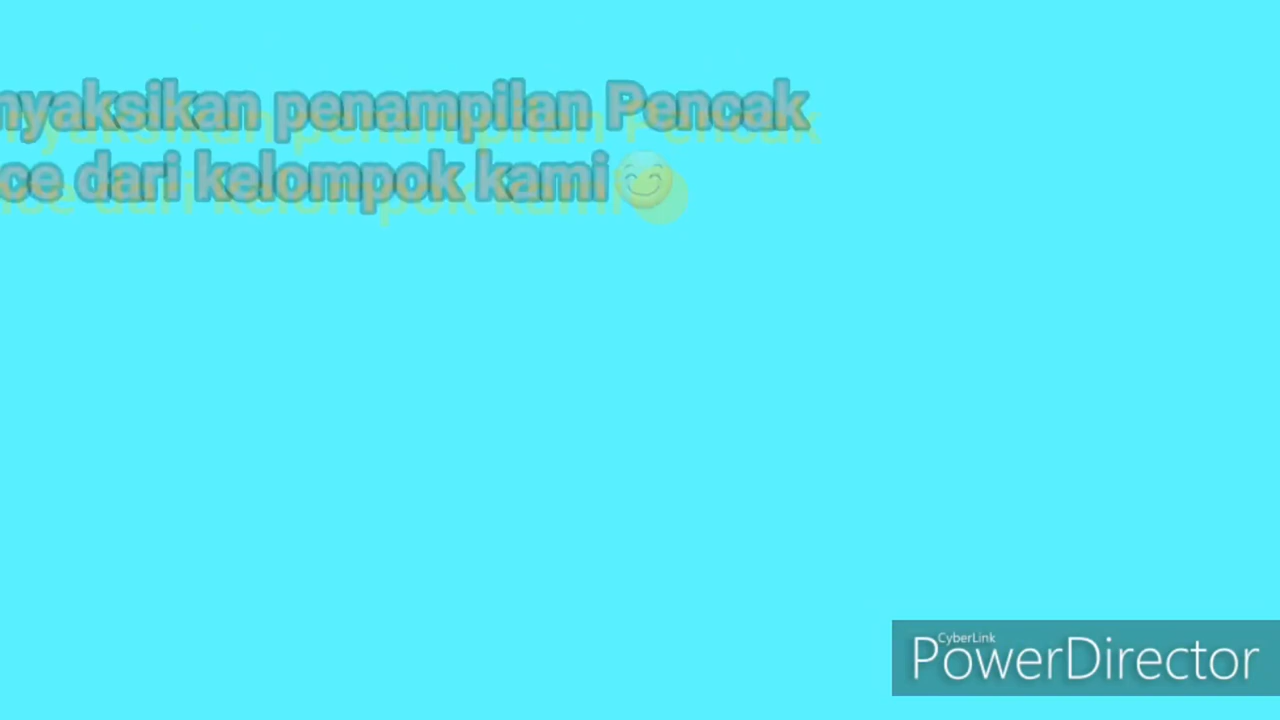 nyaksikan penampilan Pencak
ce dari kelompok kami😊
CyberLink
PowerDirector